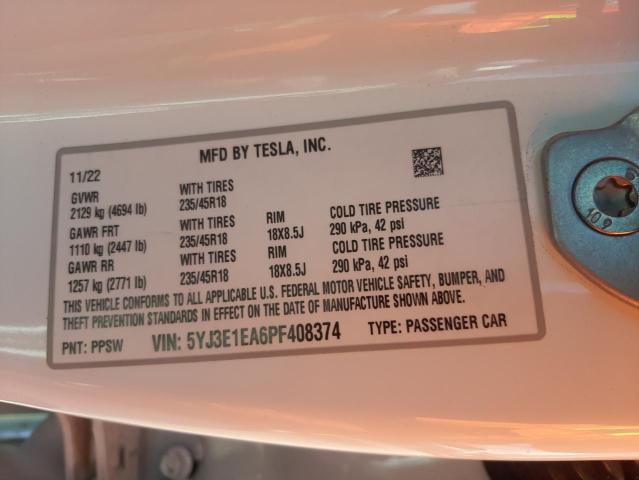 MFD BY TESLA, INC.
11/22
GVWR WITH TIRES
2129 kg (4694 lb) 235/45R18
GAWR FRT WITH TIRES RIM COLD TIRE PRESSURE
1110 kg (2447 lb) 235/45R18 18X8.5J 290 kPa, 42 psi
GAWR RR WITH TIRES RIM COLD TIRE PRESSURE
1257 kg (2771 lb) 235/45R18 18X8.5J 290 kPa, 42 psi
THIS VEHICLE CONFORMS TO ALL APPLICABLE U.S. FEDERAL MOTOR VEHICLE SAFETY, BUMPER, AND
THEFT PREVENTION STANDARDS IN EFFECT ON THE DATE OF MANUFACTURE SHOWN ABOVE.
PNT: PPSW VIN: 5YJ3E1EA6PF408374 TYPE: PASSENGER CAR
10.9